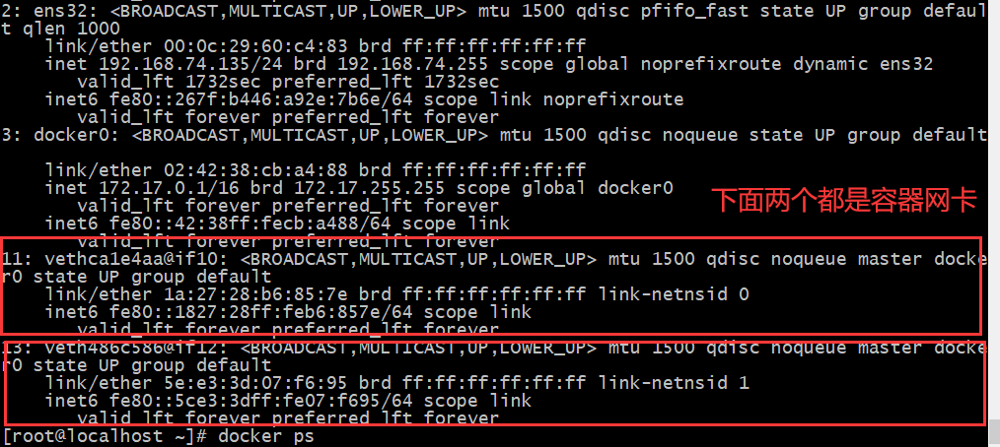 2: ens32: <BROADCAST,MULTICAST,UP,LOWER_UP> mtu 1500 qdisc pfifo_fast state UP group defaul
t qlen 1000
link/ether 00:0c:29:60:c4:83 brd ff:ff:ff:ff:ff:ff
inet 192.168.74.135/24 brd 192.168.74.255 scope global noprefixroute dynamic ens32
valid_lft 1732sec preferred_lft 1732sec
inet6 fe80::267f:b446:a92e:7b6e/64 scope link noprefixroute
valid_lft forever preferred_lft forever
3: docker0: <BROADCAST,MULTICAST,UP,LOWER_UP> mtu 1500 qdisc noqueue state UP group default
link/ether 02:42:38:cb:a4:88 brd ff:ff:ff:ff:ff:ff
inet 172.17.0.1/16 brd 172.17.255.255 scope global docker0
valid_lft forever preferred_lft forever
下面两个都是容器网卡
inet6 fe80::42:38ff:fecb:a488/64 scope link
valid_lft forever preferred_lft forever
11: vethca1e4aa@if10: <BROADCAST,MULTICAST,UP,LOWER_UP> mtu 1500 qdisc noqueue master docke
r0 state UP group default
link/ether 1a:27:28:b6:85:7e brd ff:ff:ff:ff:ff:ff link-netnsid 0
inet6 fe80::1827:28ff:feb6:857e/64 scope link
valid_lft forever preferred_lft forever
13: veth486c586@if12: <BROADCAST,MULTICAST,UP,LOWER_UP> mtu 1500 qdisc noqueue master docke
r0 state UP group default
link/ether 5e:e3:3d:07:f6:95 brd ff:ff:ff:ff:ff:ff link-netnsid 1
inet6 fe80::5ce3:3dff:fe07:f695/64 scope link
valid_lft forever preferred_lft forever
[root@localhost ~]# docker ps